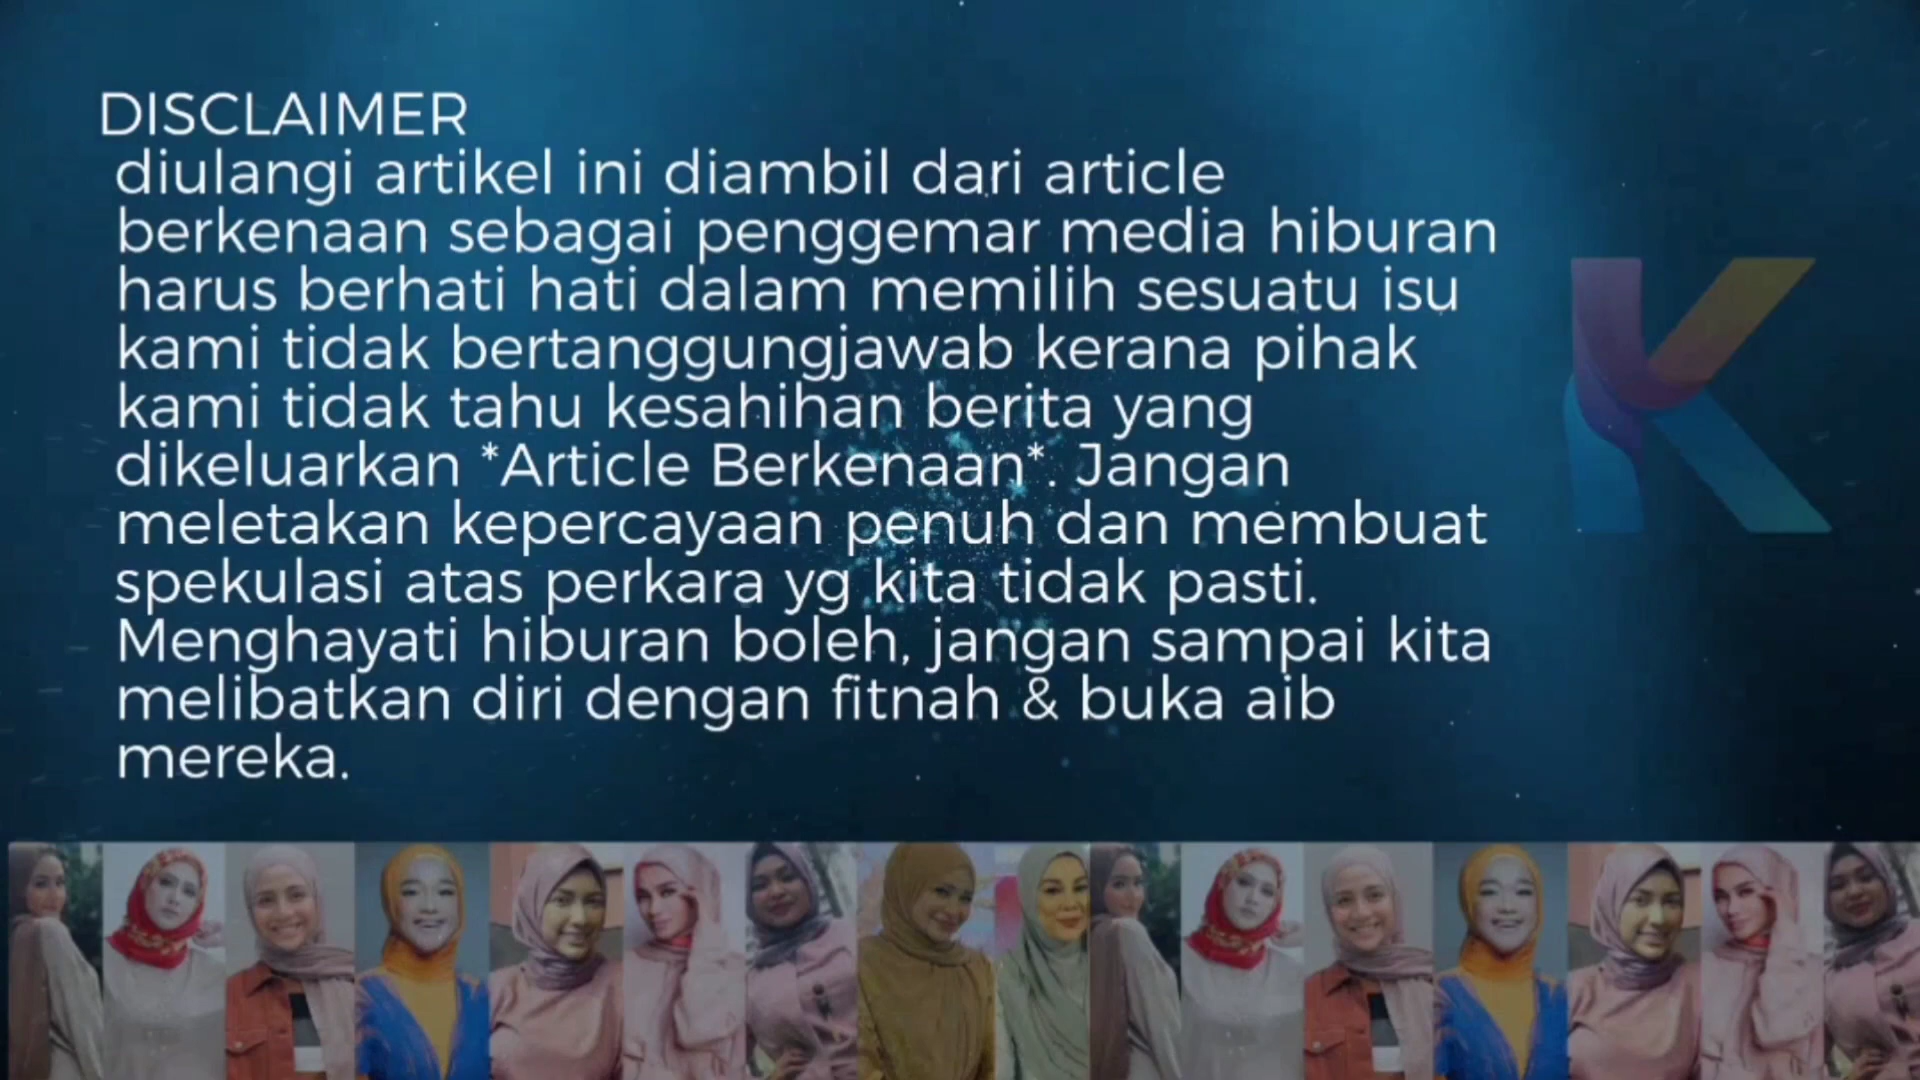 DISCLAIMER
diulangi artikel ini diambil dari article
berkenaan sebagai penggemar media hiburan
harus berhati hati dalam memilih sesuatu isu
kami tidak bertanggungjawab kerana pihak
kami tidak tahu kesahihan berita yang
dikeluarkan *Article Berkenaan*. Jangan
meletakan kepercayaan penuh dan membuat
spekulasi atas perkara yg kita tidak pasti.
Menghayati hiburan boleh, jangan sampai kita
melibatkan diri dengan fitnah & buka aib
mereka.
K